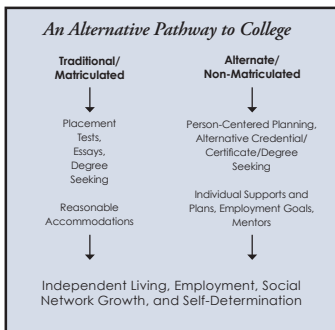 An Alternative Pathway to College
Traditional/
Matriculated
Placement
Tests,
Essays,
Degree
Seeking
Reasonable
Accommodations
Alternate/
Non-Matriculated
Person-Centered Planning,
Alternative Credential/
Certificate/Degree
Seeking
Individual Supports and
Plans, Employment Goals,
Mentors
Independent Living, Employment, Social
Network Growth, and Self-Determination